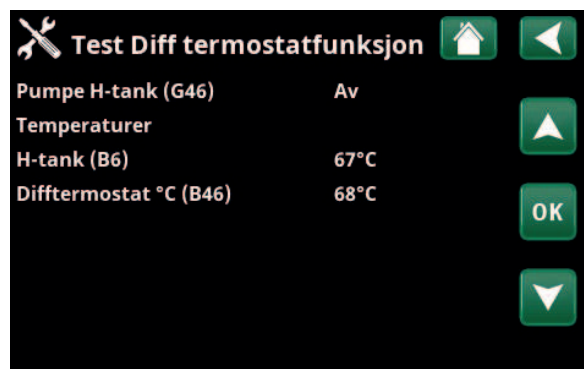 Test Diff termostatfunksjon
Pumpe H-tank (G46) Av
Temperaturer
H-tank (B6) 67°C
Difftermostat °C (B46) 68°C
OK